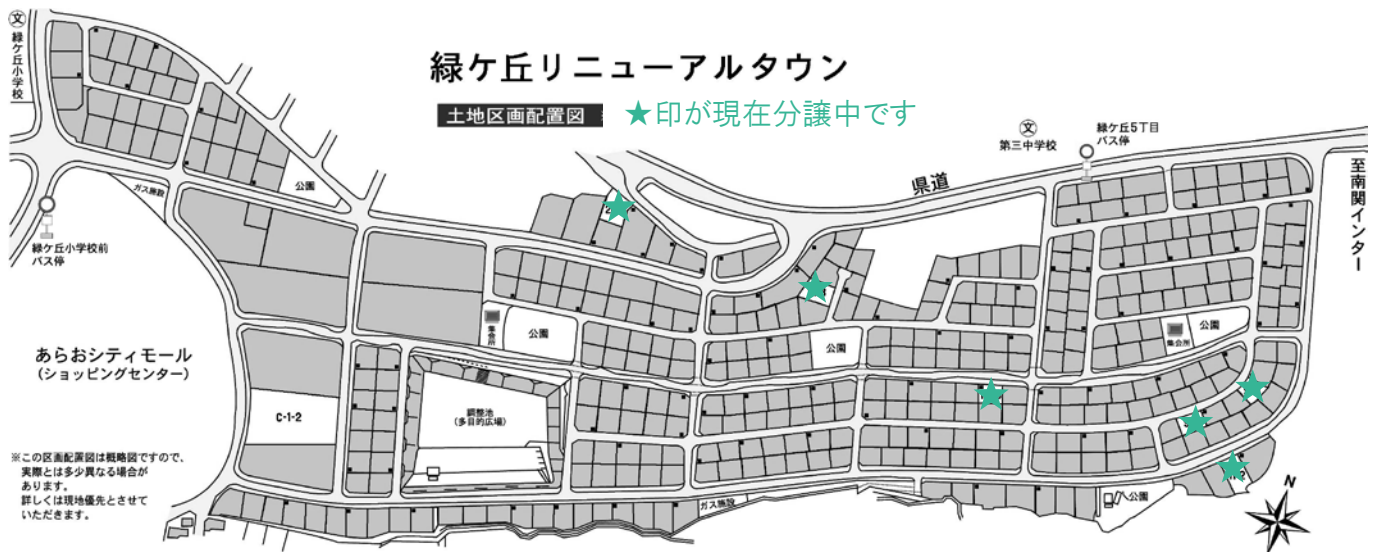 文
緑ケ丘小学校
緑ケ丘リニューアルタウン
土地区画配置図
★印が現在分譲中です
文
第三中学校
緑ケ丘5丁目
バス停
県道
至南関インター
ガス施設
公園
緑ケ丘小学校前
バス停
集会所
公園
公園
集会所
公園
あらおシティモール
(ショッピングセンター)
C-1-2
調整池
(多目的広場)
※この区画配置図は概略図ですので、
実際とは多少異なる場合が
あります。
詳しくは現地優先とさせて
いただきます。
ガス施設
公園
N